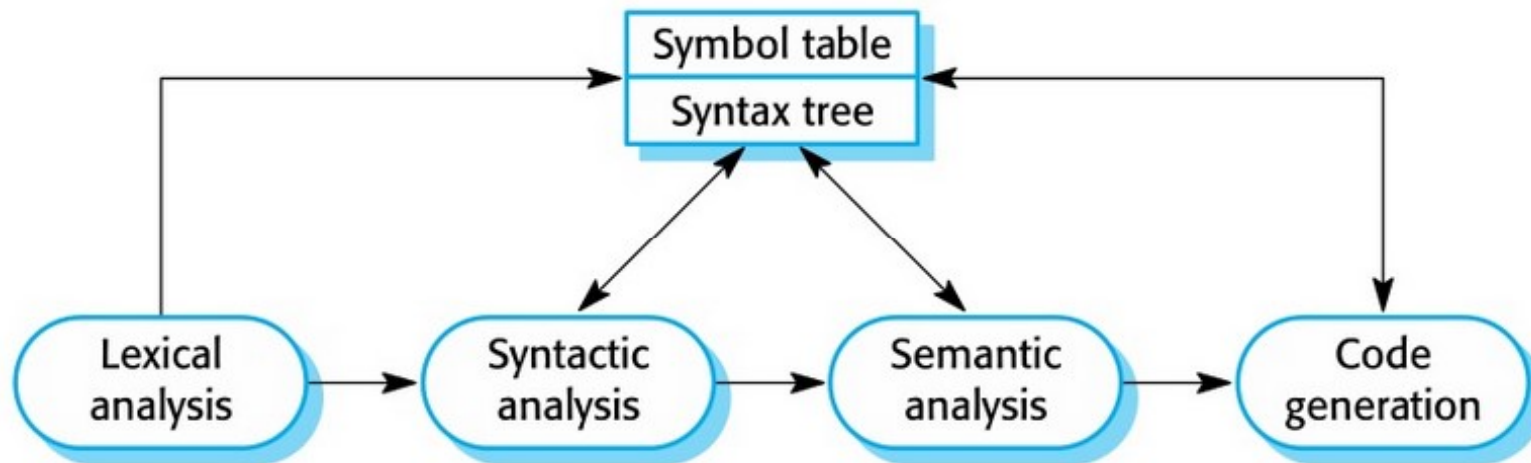 Symbol table
Syntax tree
Lexical
analysis
Syntactic
analysis
Semantic
analysis
Code
generation